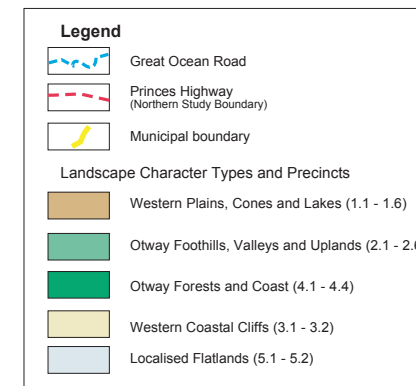 Legend
Great Ocean Road
Princes Highway
(Northern Study Boundary)
Municipal boundary
Landscape Character Types and Precincts
Western Plains, Cones and Lakes (1.1 - 1.6)
Otway Foothills, Valleys and Uplands (2.1 - 2.6
Otway Forests and Coast (4.1 - 4.4)
Western Coastal Cliffs (3.1 - 3.2)
Localised Flatlands (5.1 - 5.2)